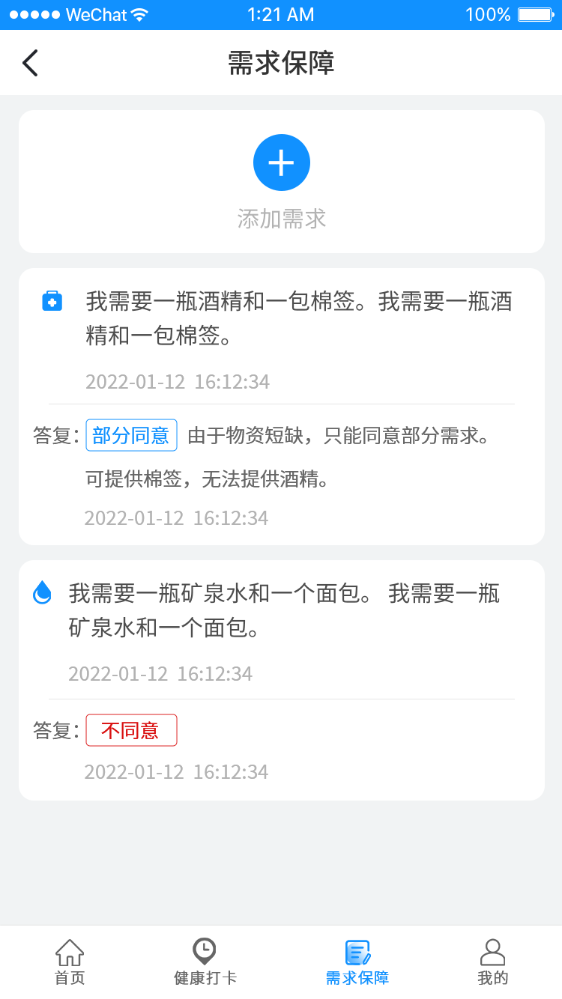 WeChat 1:21 AM 100%
需求保障
添加需求
我需要一瓶酒精和一包棉签。我需要一瓶酒
精和一包棉签。
2022-01-12 16:12:34
答复: 部分同意 由于物资短缺，只能同意部分需求。
可提供棉签，无法提供酒精。
2022-01-12 16:12:34
我需要一瓶矿泉水和一个面包。 我需要一瓶
矿泉水和一个面包。
2022-01-12 16:12:34
答复: 不同意
2022-01-12 16:12:34
首页 健康打卡 需求保障 我的